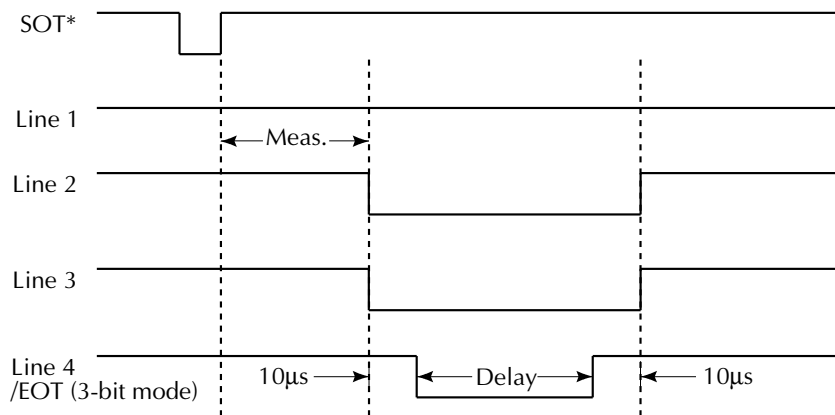 SOT*
Line 1
Meas.
Line 2
Line 3
Line 4
/EOT (3-bit mode)
10µs
Delay
10µs